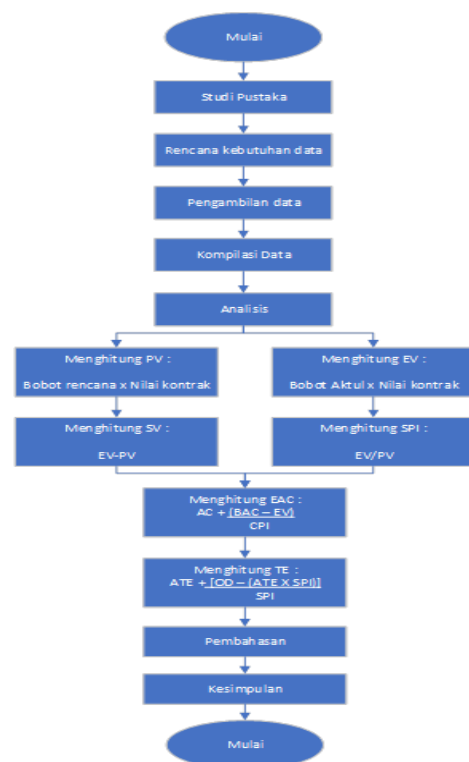 Mulai
Studi Pustaka
Rencana kebutuhan data
Pengambilan data
Kompilasi Data
Analisis
Menghitung PV :
Bobot rencana x Nilai kontrak
Menghitung EV :
Bobot Aktul x Nilai kontrak
Menghitung SV :
EV-PV
Menghitung SPI :
EV/PV
Menghitung EAC :
AC + (BAC – EV)
CPI
Menghitung TE :
ATE + [OD – (ATE X SPI)]
SPI
Pembahasan
Kesimpulan
Mulai